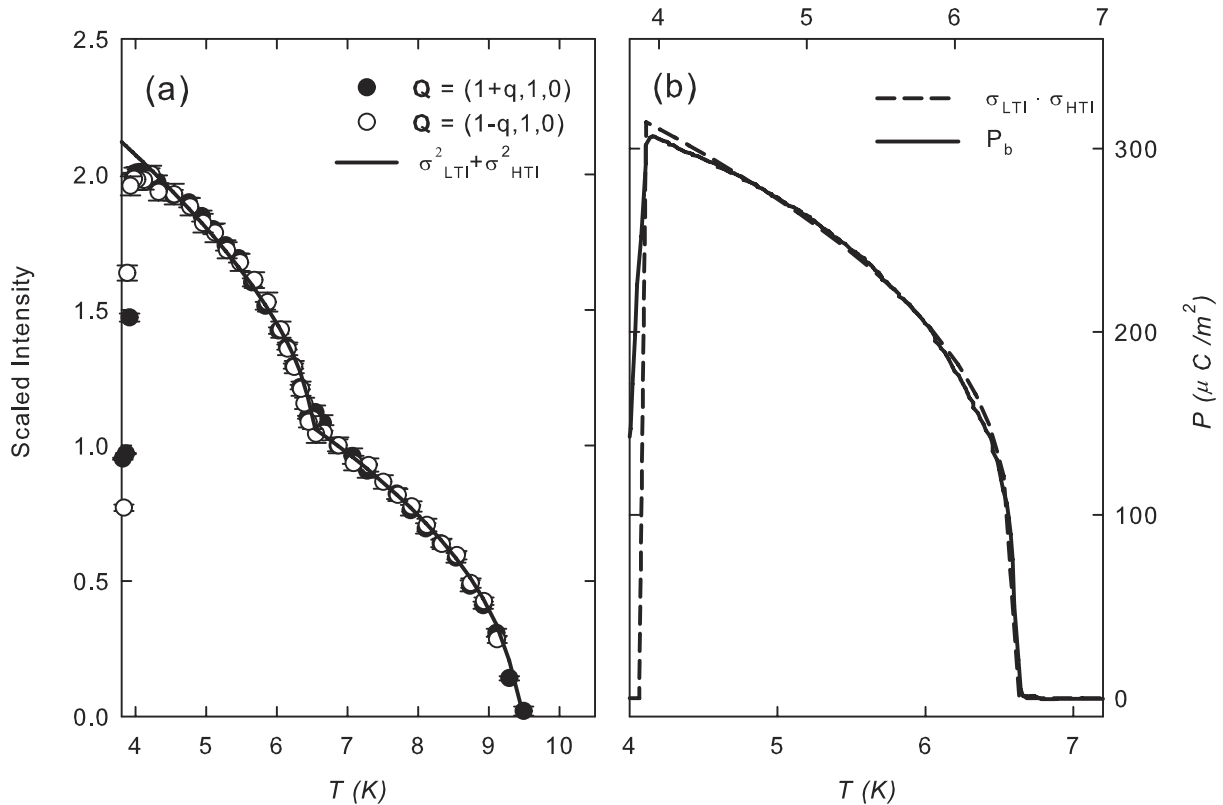 4 5 6 7
2.5
(a)
Q = (1+q,1,0)
Q = (1-q,1,0)
σ²LTI+σ²HTI
(b)
σLTI · σHTI
Pb
2.0
1.5
1.0
0.5
0.0
Scaled Intensity
300
200
100
0
P (μ C /m²)
4 5 6 7 8 9 10
T (K)
4 5 6 7
T (K)